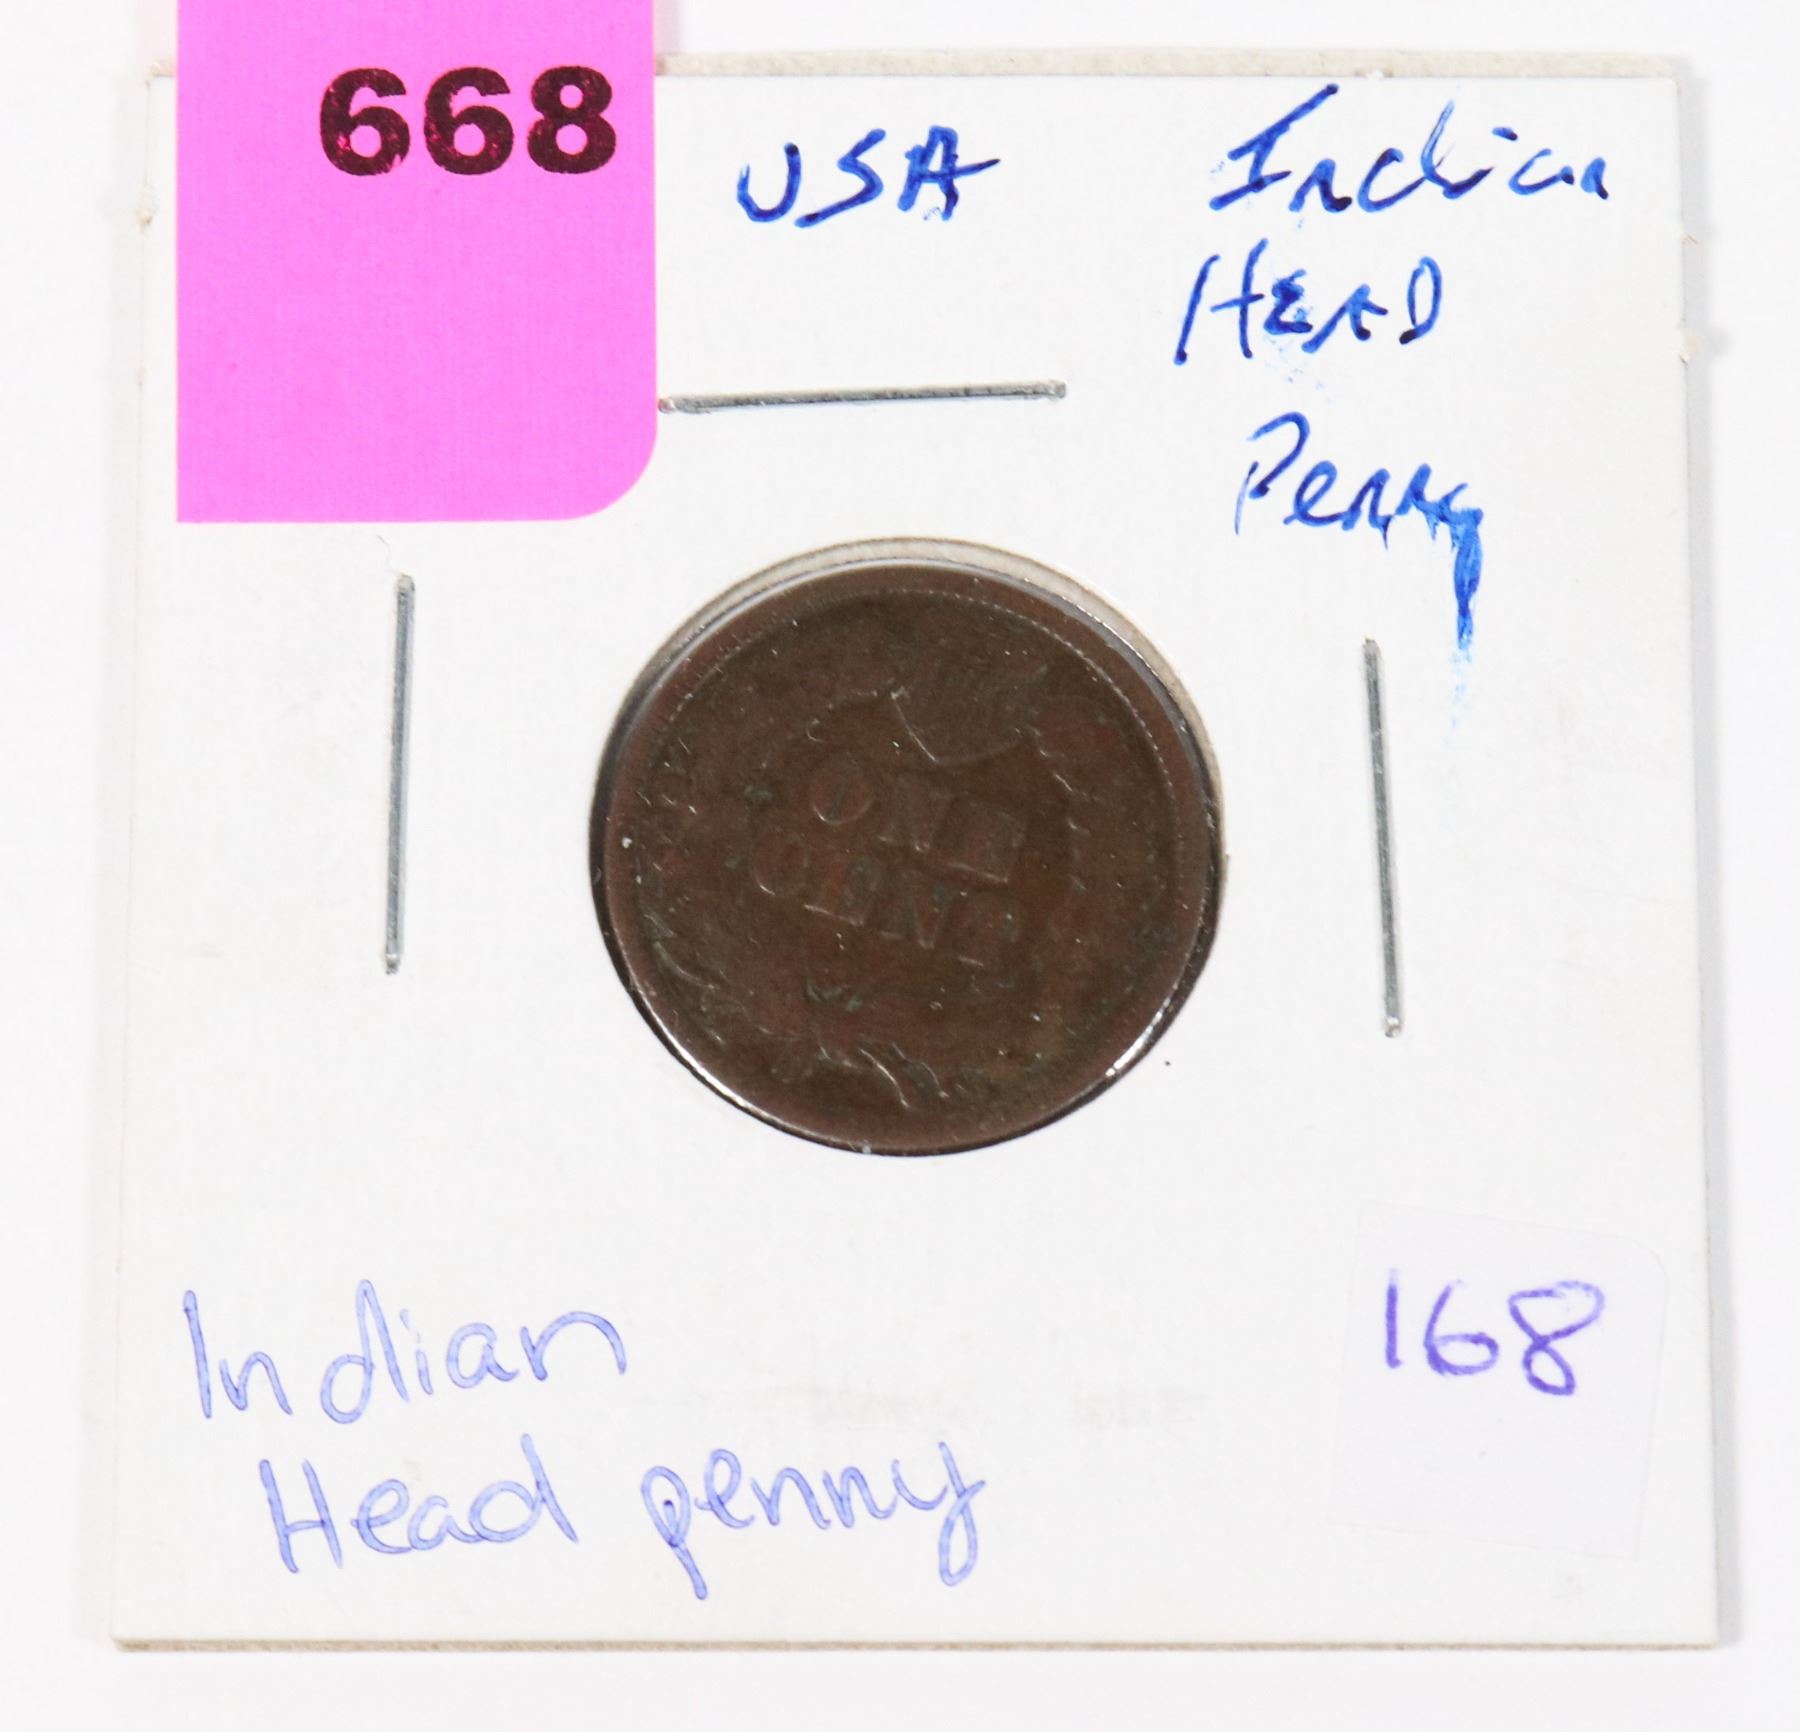 668
USA
Indian
HEAD
Penny
ONE
CENT
Indian
Head penny
168